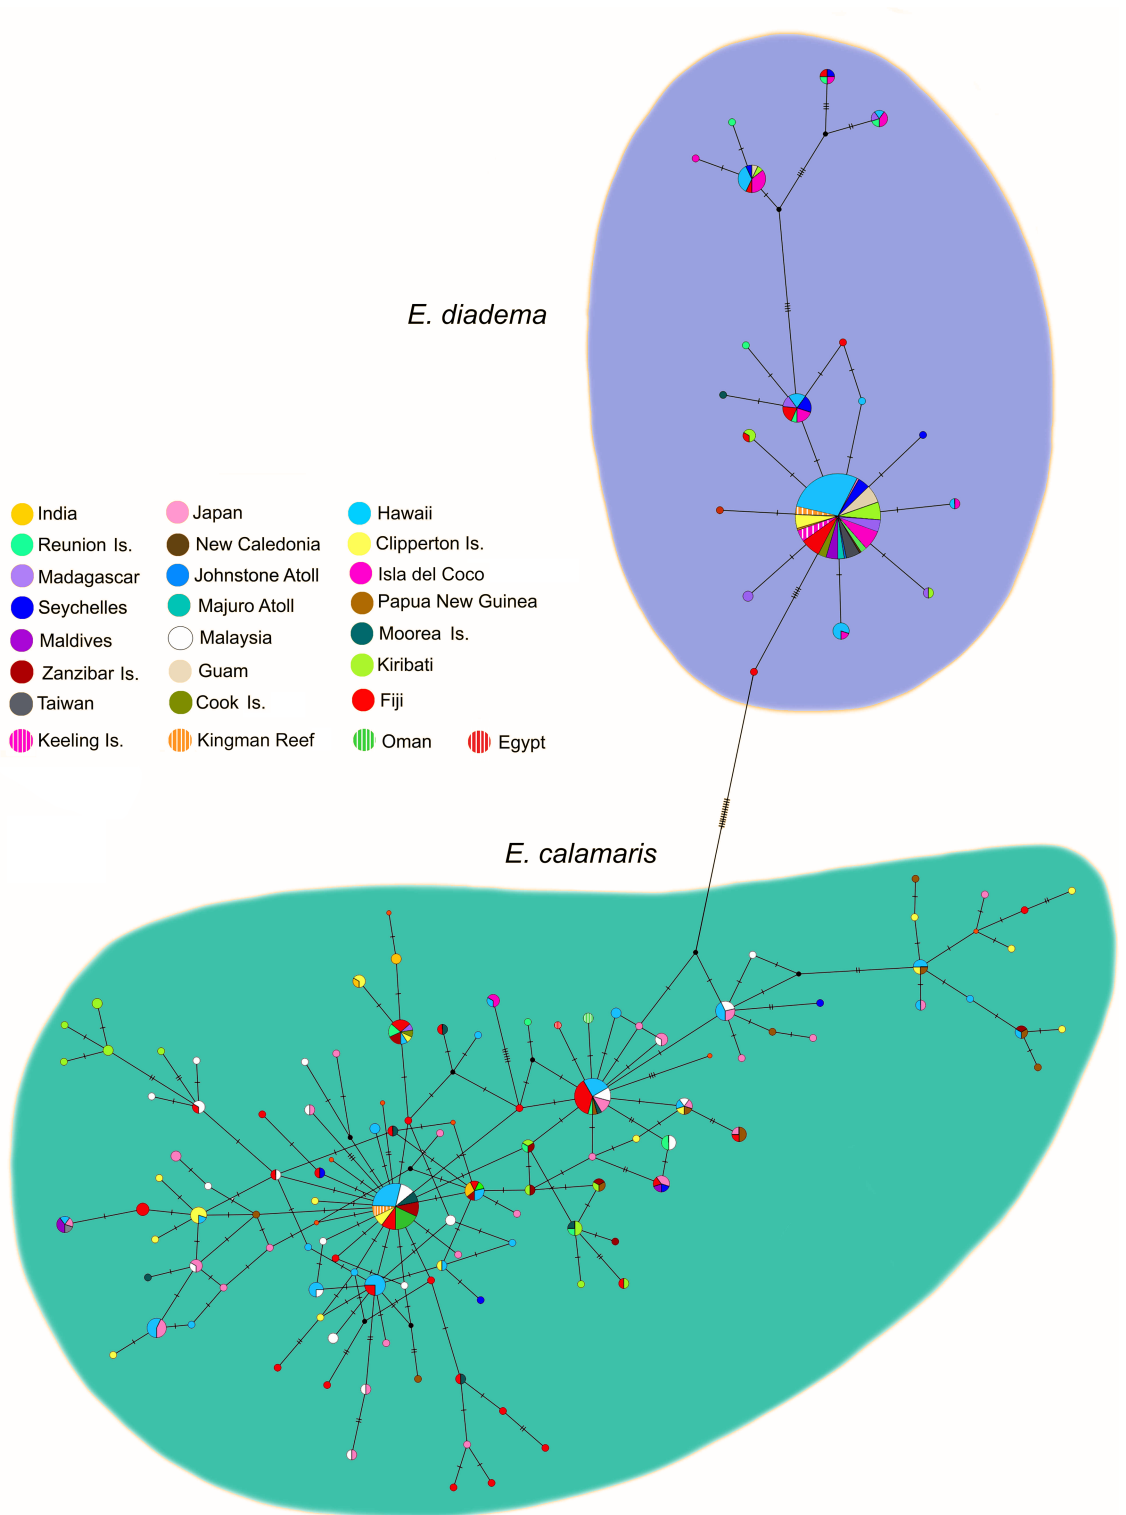 E. diadema
India
Japan
Hawaii
Reunion Is.
New Caledonia
Clipperton Is.
Madagascar
Johnstone Atoll
Isla del Coco
Seychelles
Majuro Atoll
Papua New Guinea
Maldives
Malaysia
Moorea Is.
Zanzibar Is.
Guam
Kiribati
Taiwan
Cook Is.
Fiji
Keeling Is.
Kingman Reef
Oman
Egypt
E. calamaris